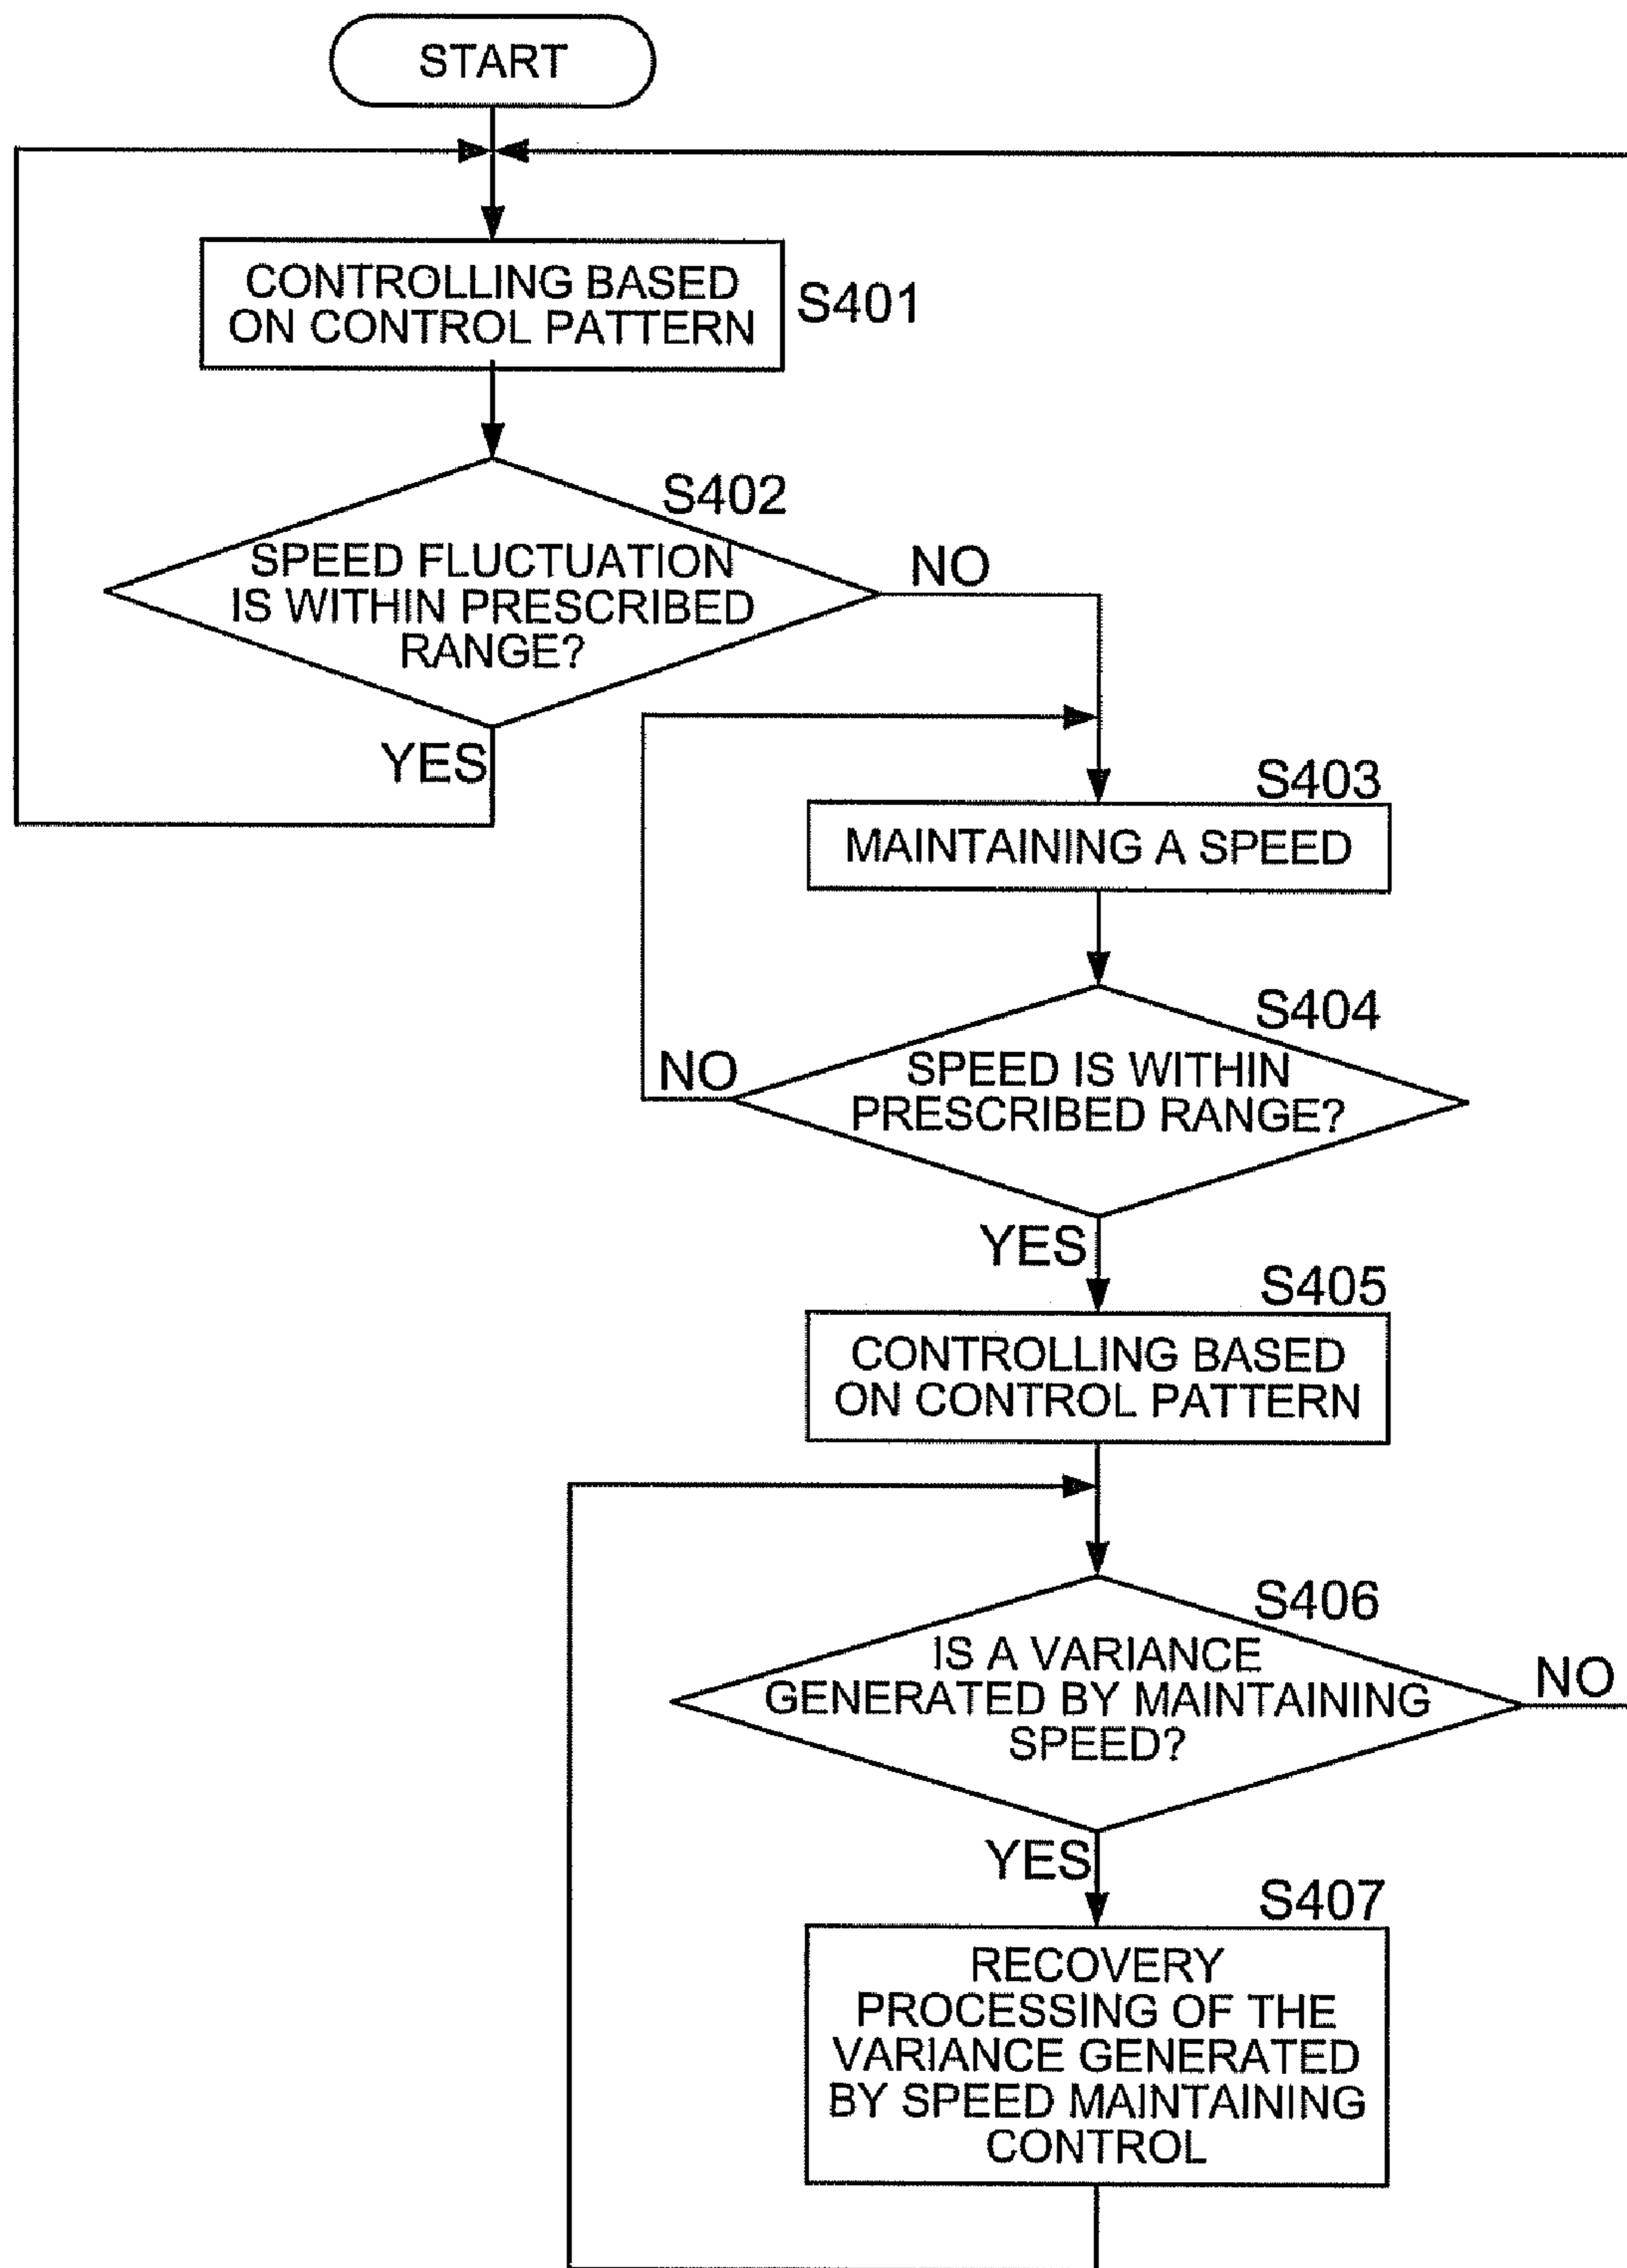 START
CONTROLLING BASED
ON CONTROL PATTERN
S401
S402
SPEED FLUCTUATION
IS WITHIN PRESCRIBED
RANGE?
NO
YES
S403
MAINTAINING A SPEED
S404
SPEED IS WITHIN
PRESCRIBED RANGE?
NO
YES
S405
CONTROLLING BASED
ON CONTROL PATTERN
S406
IS A VARIANCE
GENERATED BY MAINTAINING
SPEED?
NO
YES
S407
RECOVERY
PROCESSING OF THE
VARIANCE GENERATED
BY SPEED MAINTAINING
CONTROL